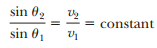 sin θ₂ / sin θ₁ = v₂ / v₁ = constant